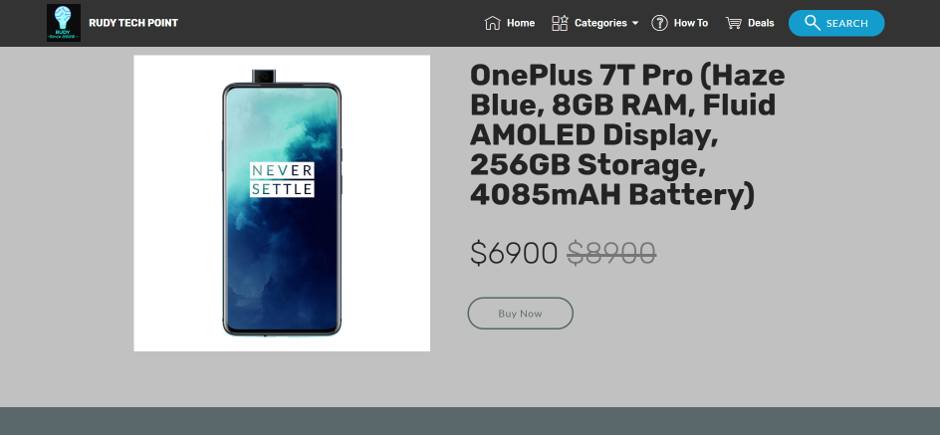 RUDY
Since 2020
RUDY TECH POINT
Home
Categories
How To
Deals
SEARCH
NEVER
SETTLE
OnePlus 7T Pro (Haze
Blue, 8GB RAM, Fluid
AMOLED Display,
256GB Storage,
4085mAH Battery)
$6900 $8900
Buy Now